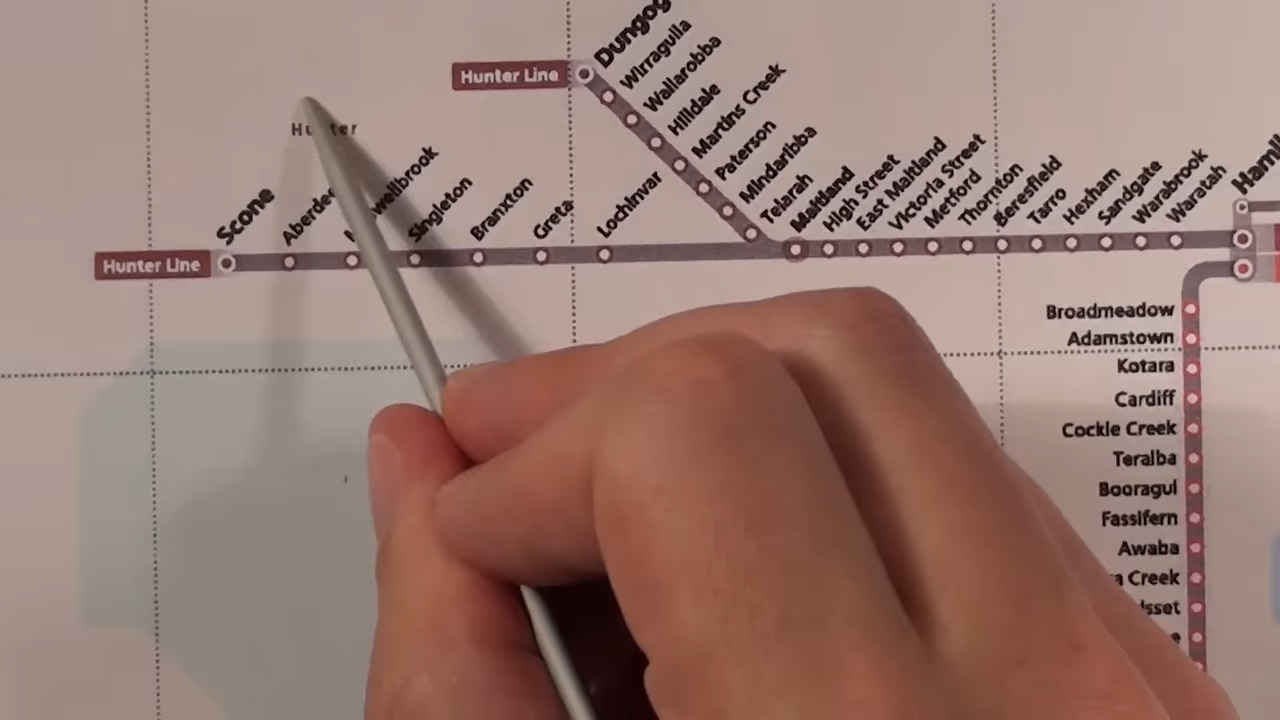 Dungog
Wirragulla
Wallarobba
Hilldale
Martins Creek
Paterson
Mindaribba
Telarah
Hunter Line
Hunter
Scone
Singleton
Branxton
Greta
Lochinvar
Maitland
High Street
East Maitland
Victoria Street
Metford
Thornton
Beresfield
Tarro
Hexham
Sandgate
Warabrook
Waratah
Hunter Line
Broadmeadow
Adamstown
Kotara
Cardiff
Cockle Creek
Teralba
Booragul
Fassifern
Awaba
Creek